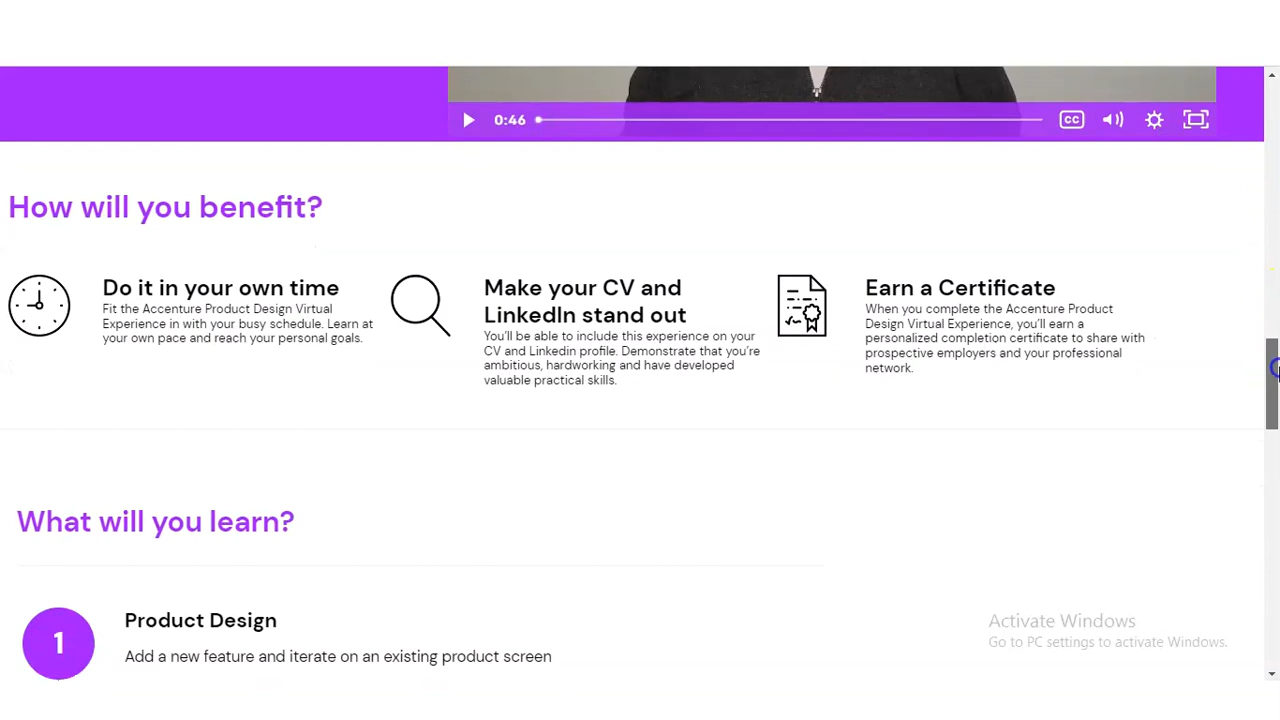 0:46
CC
How will you benefit?
Do it in your own time
Fit the Accenture Product Design Virtual
Experience in with your busy schedule. Learn at
your own pace and reach your personal goals.
Make your CV and
LinkedIn stand out
You'll be able to include this experience on your
CV and Linkedin profile. Demonstrate that you're
ambitious, hardworking and have developed
valuable practical skills.
Earn a Certificate
When you complete the Accenture Product
Design Virtual Experience, you'll earn a
personalized completion certificate to share with
prospective employers and your professional
network.
What will you learn?
1
Product Design
Add a new feature and iterate on an existing product screen
Activate Windows
Go to PC settings to activate Windows.